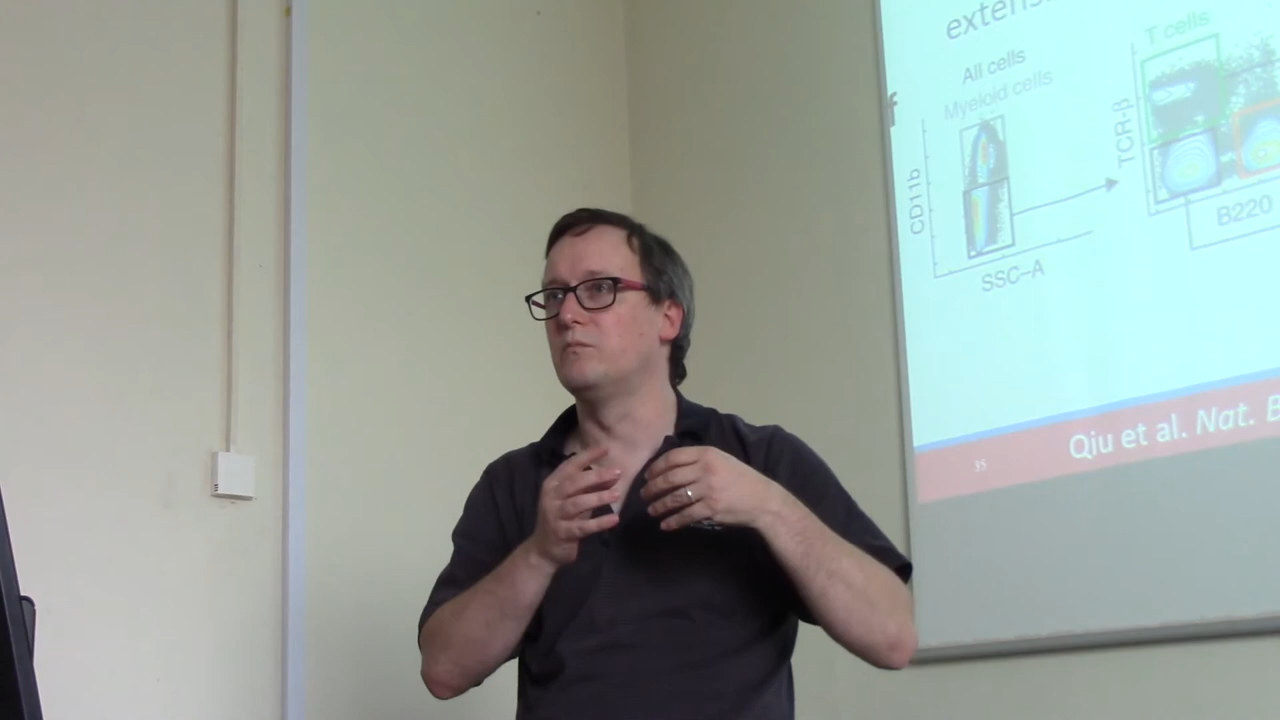 extens
All cells
Myeloid cells
f
CD11b
SSC–A
T cells
TCR-β
B220
35
Qiu et al. Nat. B